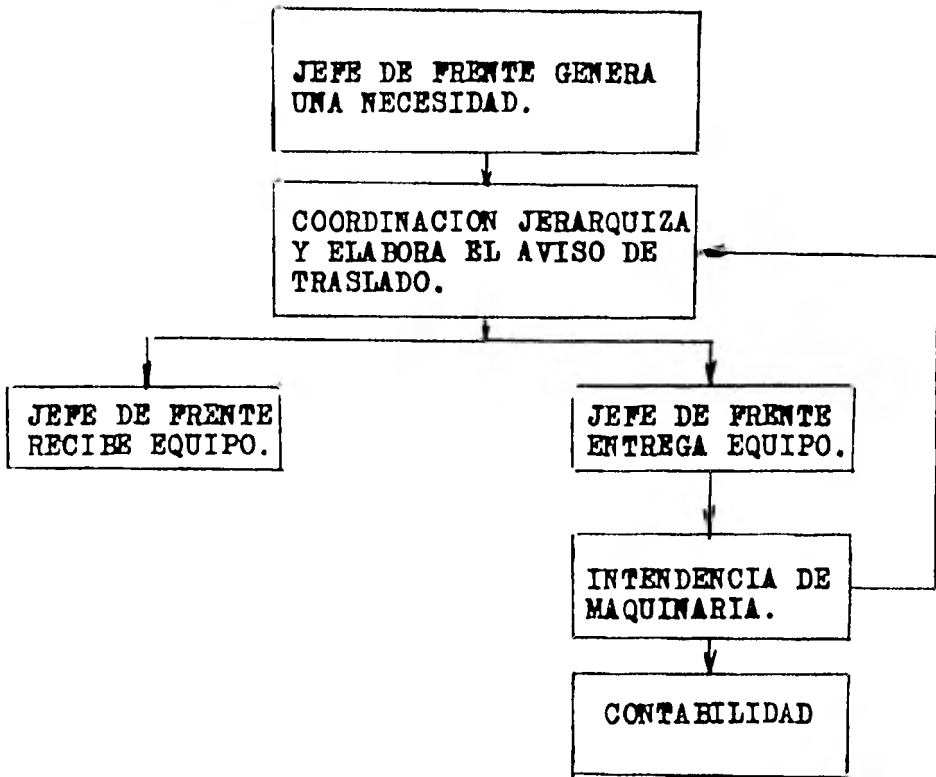 JEFE DE FRENTE GENERA
UNA NECESIDAD.
COORDINACION JERARQUIZA
Y ELABORA EL AVISO DE
TRASLADO.
JEFE DE FRENTE
RECIBE EQUIPO.
JEFE DE FRENTE
ENTREGA EQUIPO.
INTENDENCIA DE
MAQUINARIA.
CONTABILIDAD